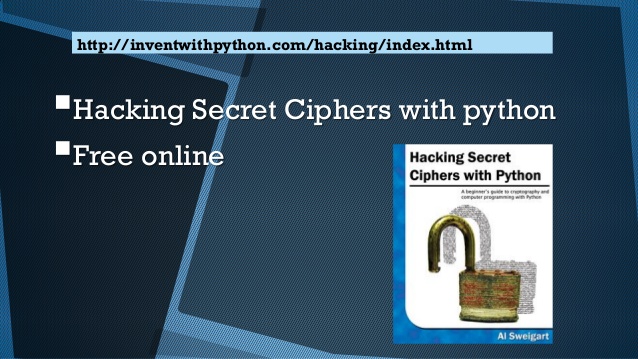 http://inventwithpython.com/hacking/index.html
Hacking Secret Ciphers with python
Free online
Hacking Secret
Ciphers with Python
A beginner's guide to cryptography and
computer programming with Python
Al Sweigart